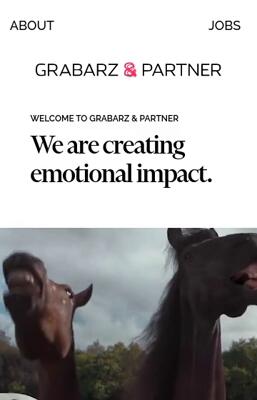 ABOUT JOBS
GRABARZ & PARTNER
WELCOME TO GRABARZ & PARTNER
We are creating
emotional impact.